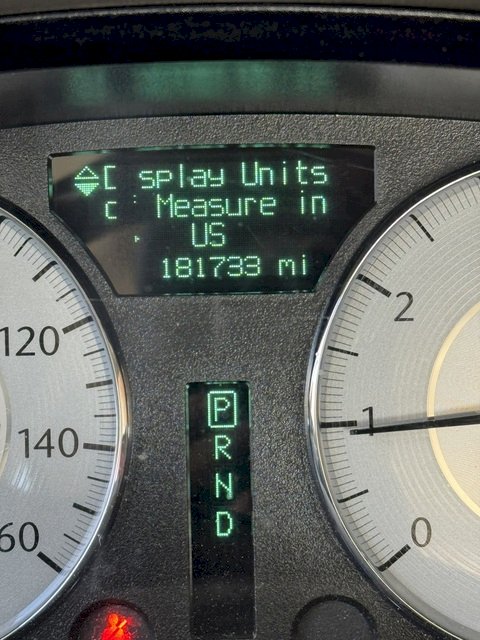 splay Units
Measure in
US
181733 mi
120
140
60
2
1
0
P
R
N
D